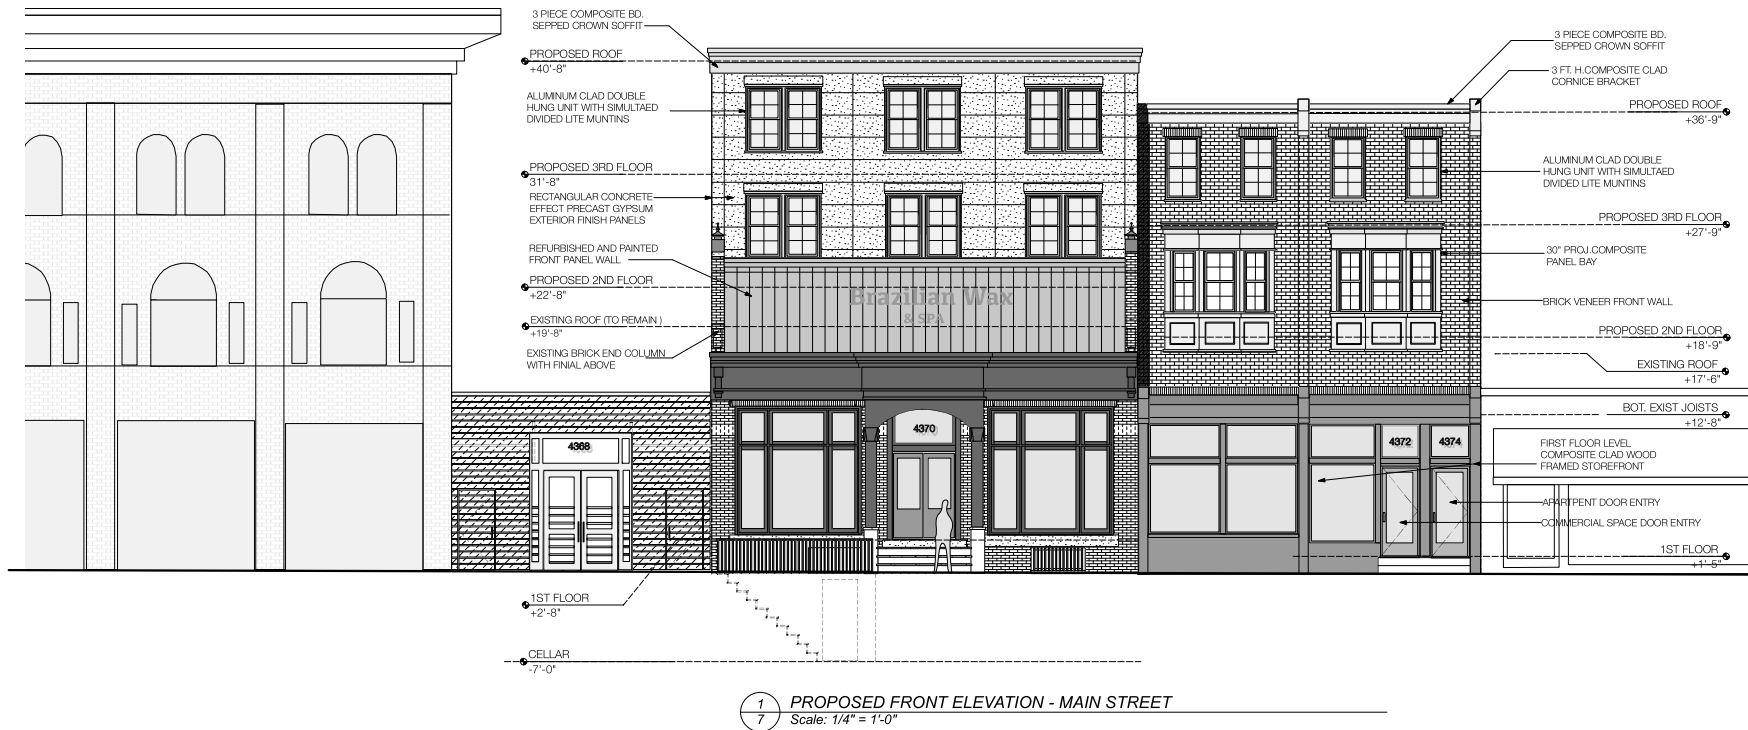 3 PIECE COMPOSITE BD.
SEPPED CROWN SOFFIT
PROPOSED ROOF
+40'-8"
ALUMINUM CLAD DOUBLE
HUNG UNIT WITH SIMULTAED
DIVIDED LITE MUNTINS
PROPOSED 3RD FLOOR
31'-8"
RECTANGULAR CONCRETE
EFFECT PRECAST GYPSUM
EXTERIOR FINISH PANELS
REFURBISHED AND PAINTED
FRONT PANEL WALL
PROPOSED 2ND FLOOR
+22'-8"
EXISTING ROOF (TO REMAIN )
+19'-8"
EXISTING BRICK END COLUMN
WITH FINIAL ABOVE
1ST FLOOR
+2'-8"
CELLAR
-7'-0"
Brazilian Wax
& SPA
4368
4370
4372
4374
3 PIECE COMPOSITE BD.
SEPPED CROWN SOFFIT
3 FT. H.COMPOSITE CLAD
CORNICE BRACKET
PROPOSED ROOF
+36'-9"
ALUMINUM CLAD DOUBLE
HUNG UNIT WITH SIMULTAED
DIVIDED LITE MUNTINS
PROPOSED 3RD FLOOR
+27'-9"
30" PROJ.COMPOSITE
PANEL BAY
BRICK VENEER FRONT WALL
PROPOSED 2ND FLOOR
+18'-9"
EXISTING ROOF
+17'-6"
BOT. EXIST JOISTS
+12'-8"
FIRST FLOOR LEVEL
COMPOSITE CLAD WOOD
FRAMED STOREFRONT
APARTPENT DOOR ENTRY
COMMERCIAL SPACE DOOR ENTRY
1ST FLOOR
+1'-5"
1
7
PROPOSED FRONT ELEVATION - MAIN STREET
Scale: 1/4" = 1'-0"